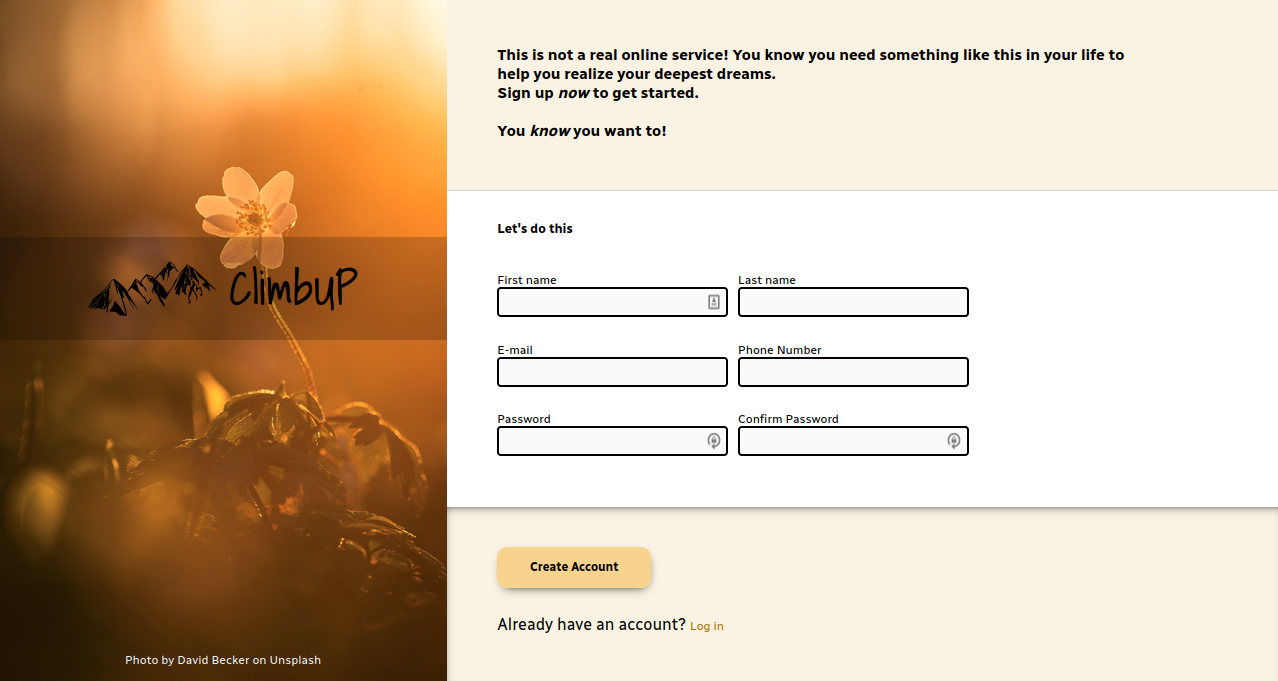 ClimbUP
Photo by David Becker on Unsplash
This is not a real online service! You know you need something like this in your life to
help you realize your deepest dreams.
Sign up now to get started.
You know you want to!
Let's do this
First name
Last name
E-mail
Phone Number
Password
Confirm Password
Create Account
Already have an account? Log in